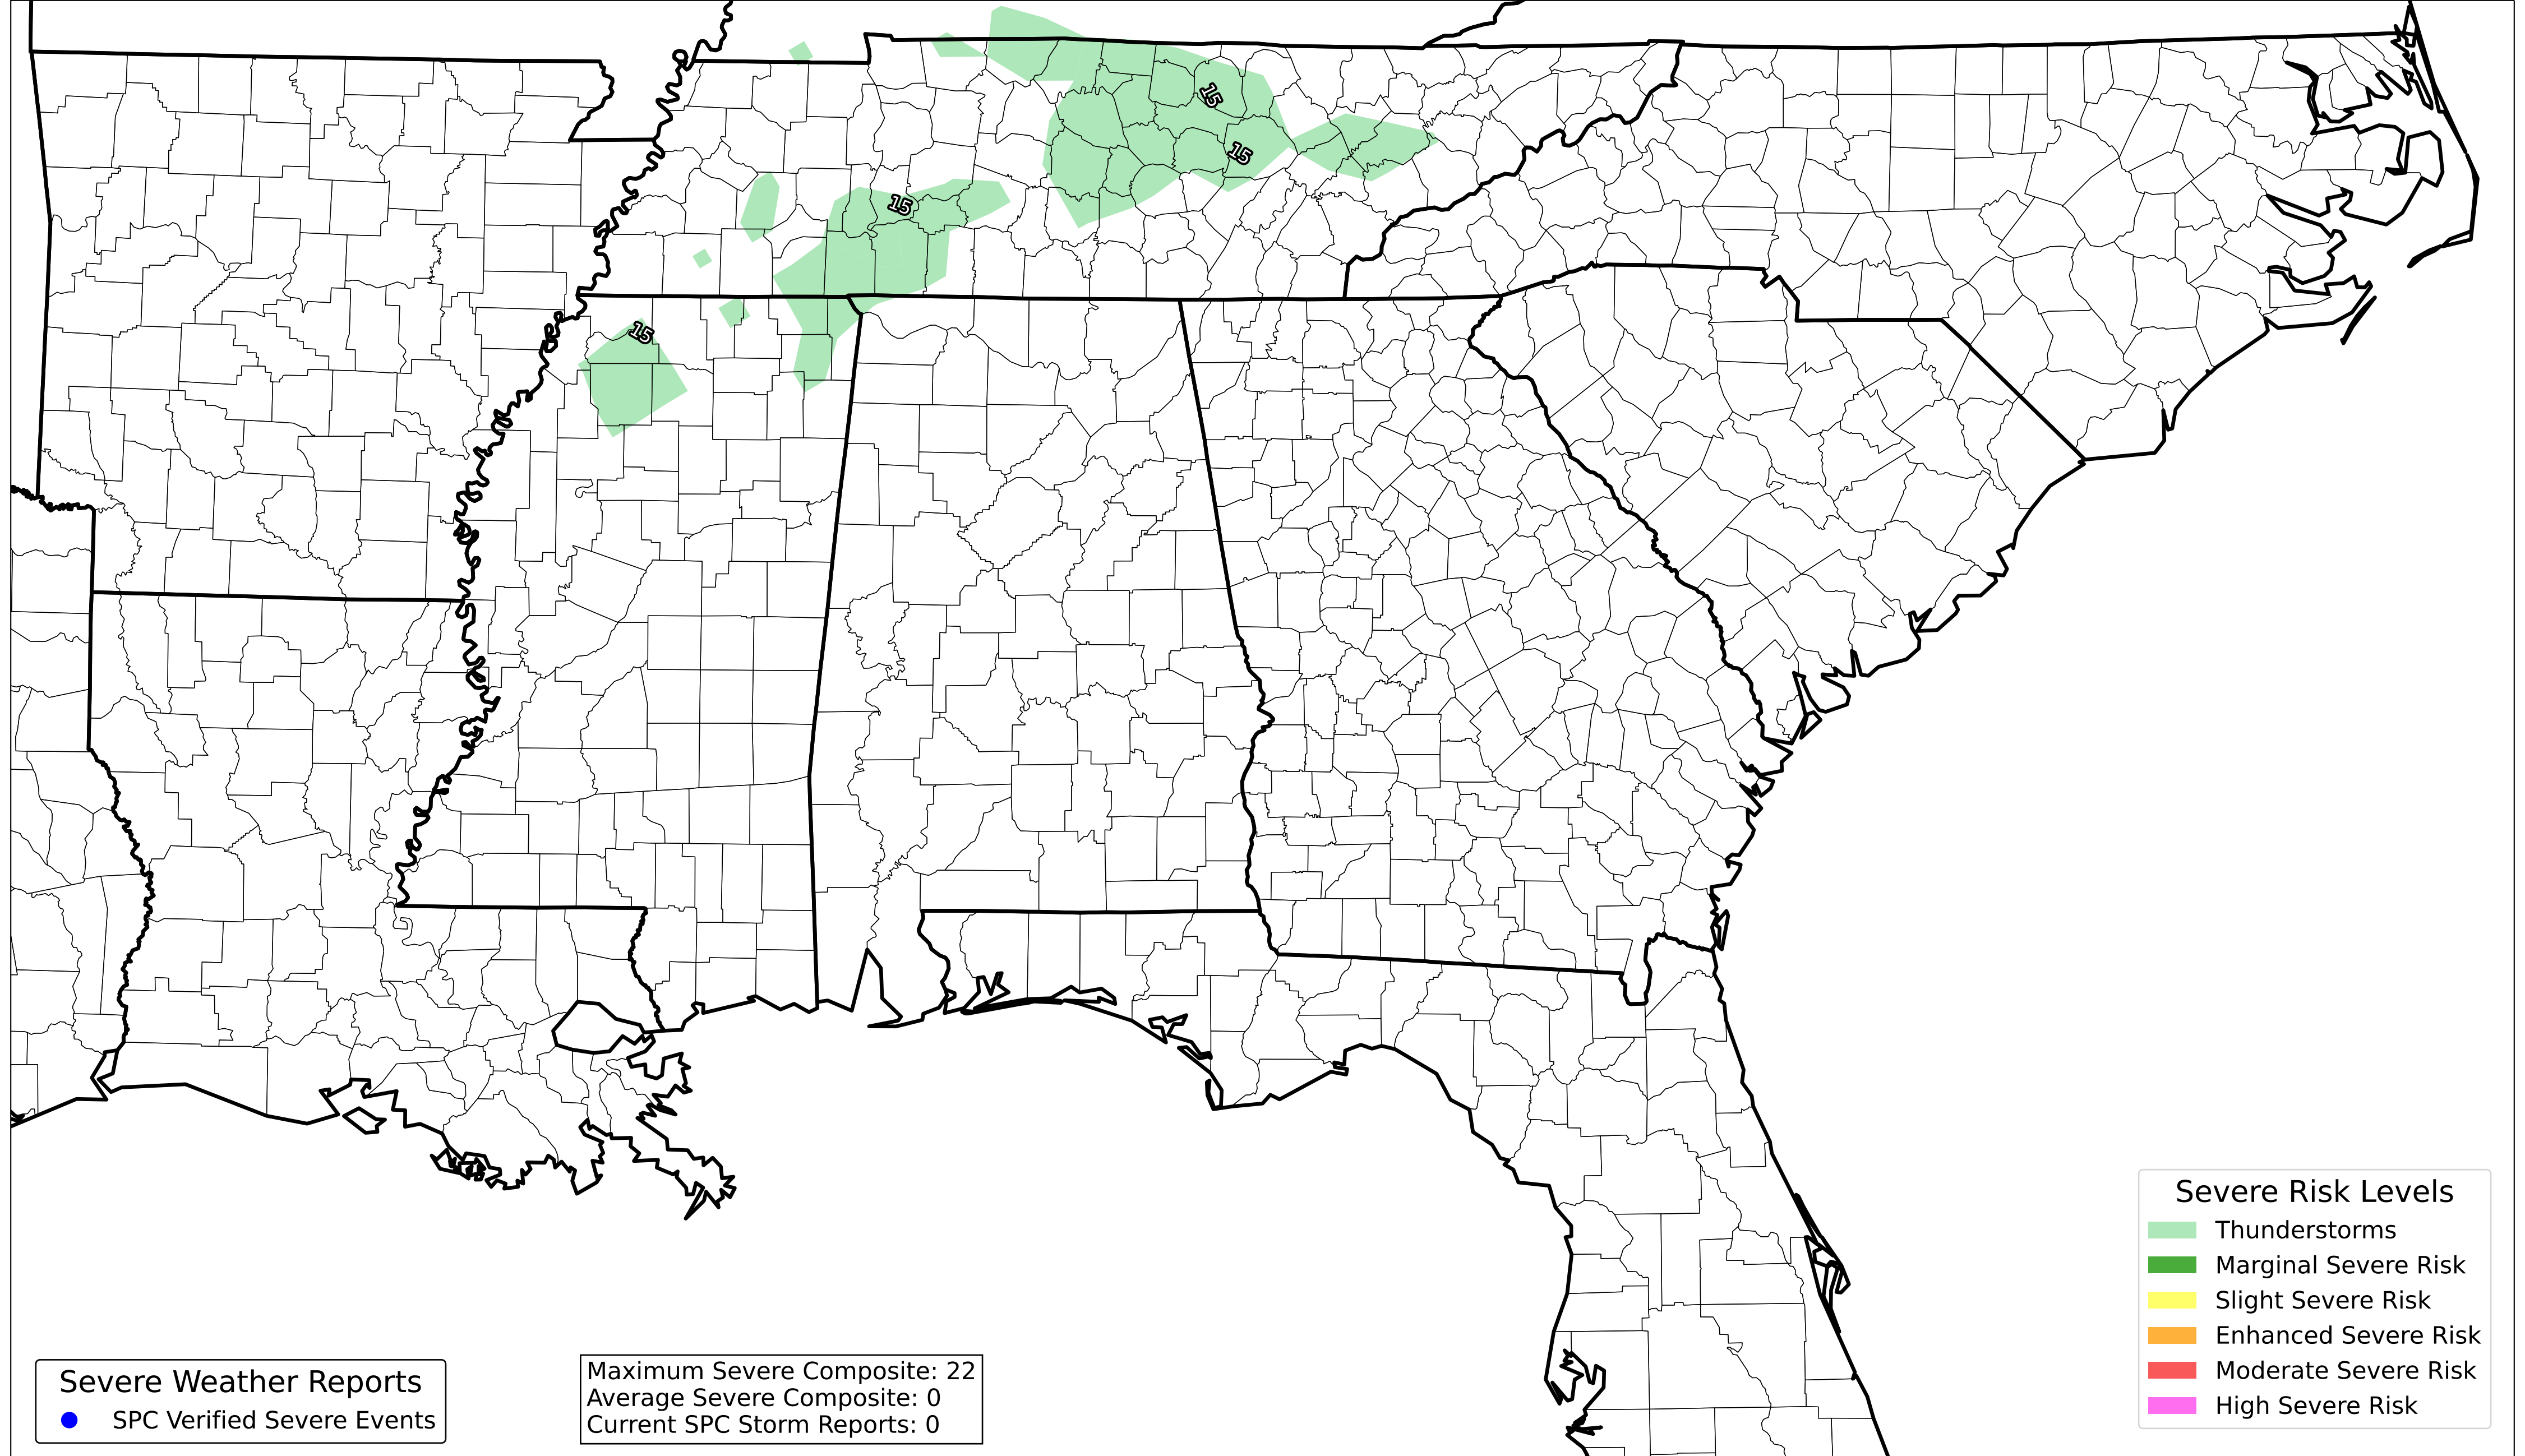 15
15
15
15
Severe Risk Levels
Thunderstorms
Marginal Severe Risk
Slight Severe Risk
Enhanced Severe Risk
Moderate Severe Risk
High Severe Risk
Severe Weather Reports
SPC Verified Severe Events
Maximum Severe Composite: 22
Average Severe Composite: 0
Current SPC Storm Reports: 0